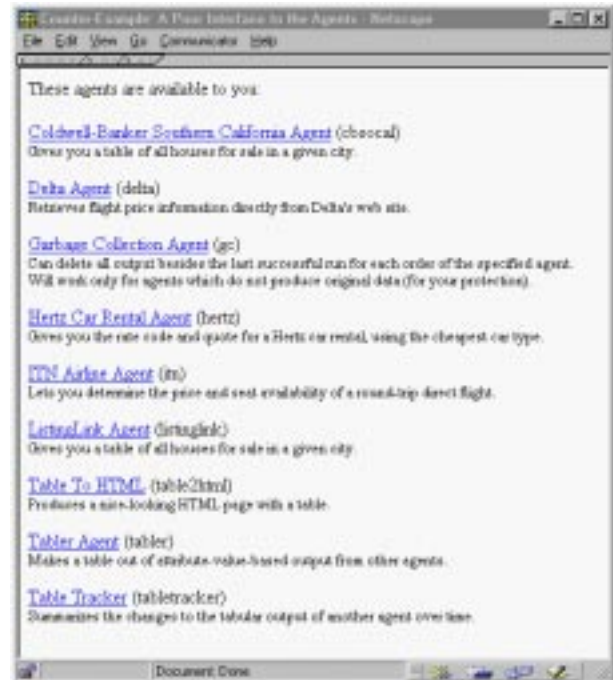 Counter-Example: A Poor Interface to the Agents - Netscape
File Edit View Go Communicator Help
These agents are available to you:
Coldwell-Banker Southern California Agent (cbsocal)
Gives you a table of all houses for sale in a given city.
Delta Agent (delta)
Retrieves flight price information directly from Delta's web site.
Garbage Collection Agent (gc)
Can delete all output besides the last successful run for each order of the specified agent.
Will work only for agents which do not produce original data (for your protection).
Hertz Car Rental Agent (hertz)
Gives you the rate code and quote for a Hertz car rental, using the cheapest car type.
ITN Airline Agent (itn)
Lets you determine the price and seat availability of a round-trip direct flight.
ListingLink Agent (listinglink)
Gives you a table of all houses for sale in a given city.
Table To HTML (table2html)
Produces a nice-looking HTML page with a table.
Tabler Agent (tabler)
Makes a table out of attribute-value-based output from other agents.
Table Tracker (tabletracker)
Summarizes the changes to the tabular output of another agent over time.
Document: Done